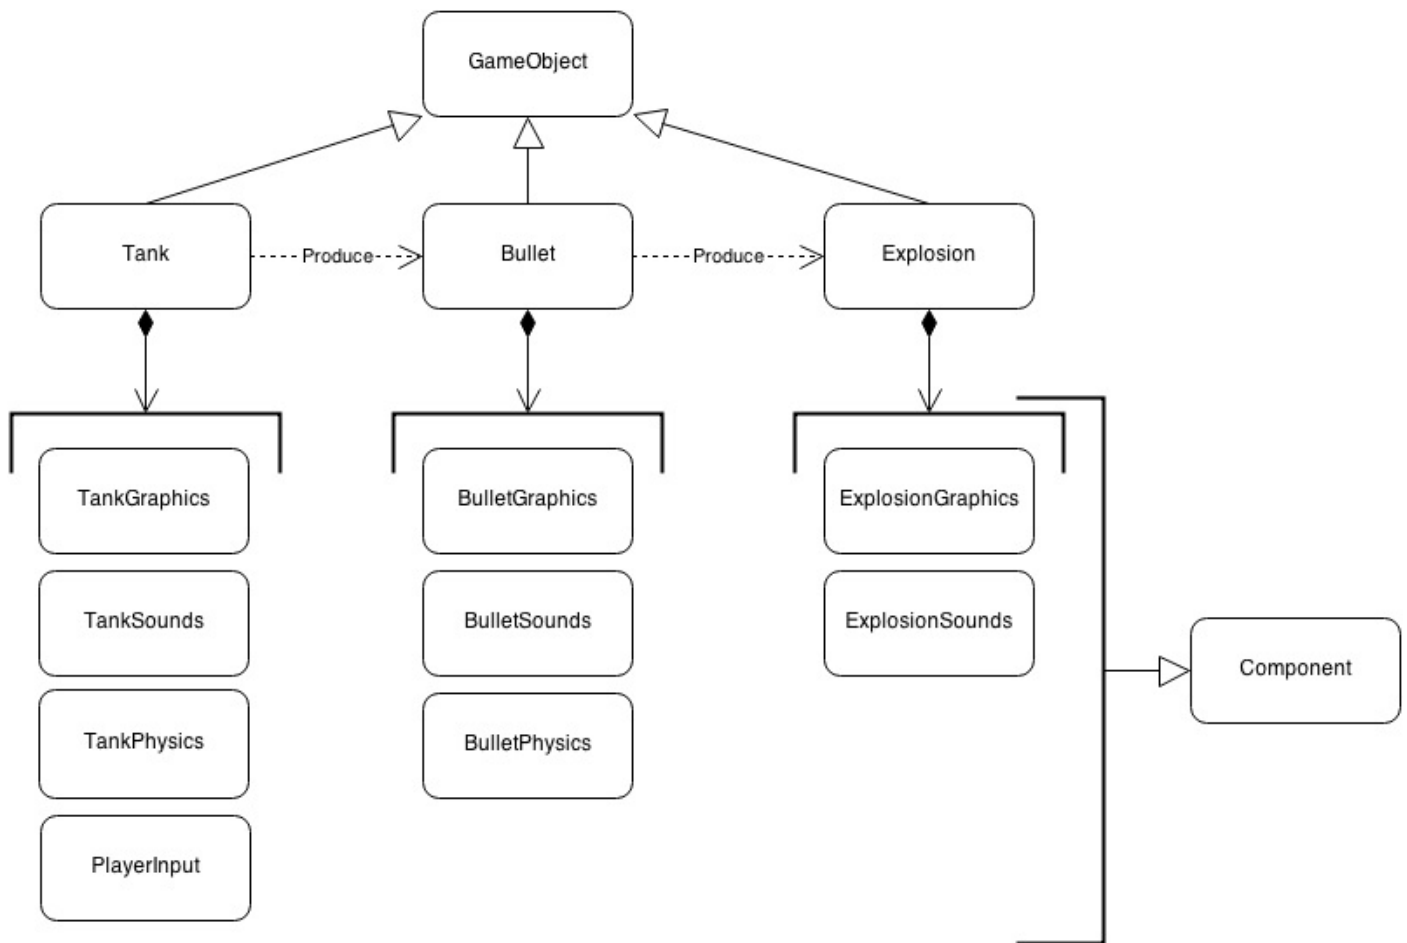 GameObject
Tank
Produce
Bullet
Produce
Explosion
TankGraphics
BulletGraphics
ExplosionGraphics
TankSounds
BulletSounds
ExplosionSounds
Component
TankPhysics
BulletPhysics
PlayerInput